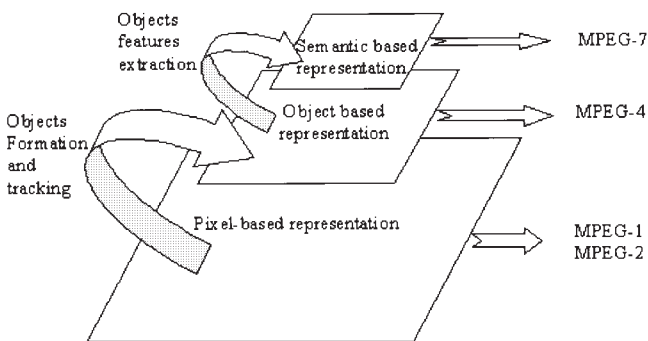 Objects
features
extraction
Semantic based
representation
MPEG-7
Objects
Formation
and
tracking
Object based
representation
MPEG-4
Pixel-based representation
MPEG-1
MPEG-2